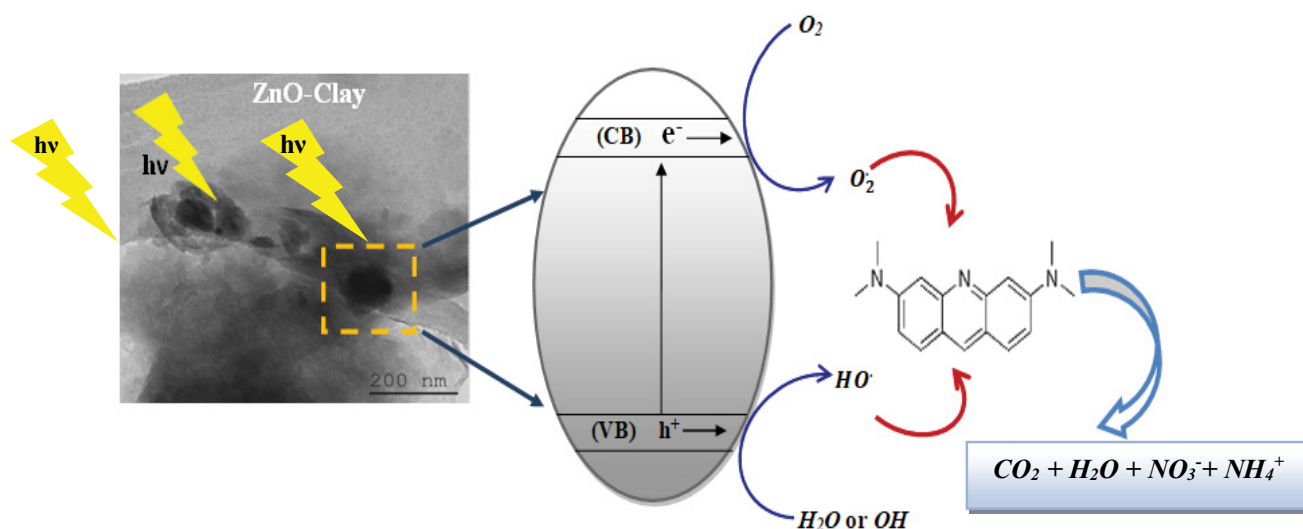 ZnO-Clay
hν
hν
hν
200 nm
O₂
(CB) e⁻
O₂̇
N
N
N
HO·
(VB) h⁺
CO₂ + H₂O + NO₃⁻+ NH₄⁺
H₂O or OH